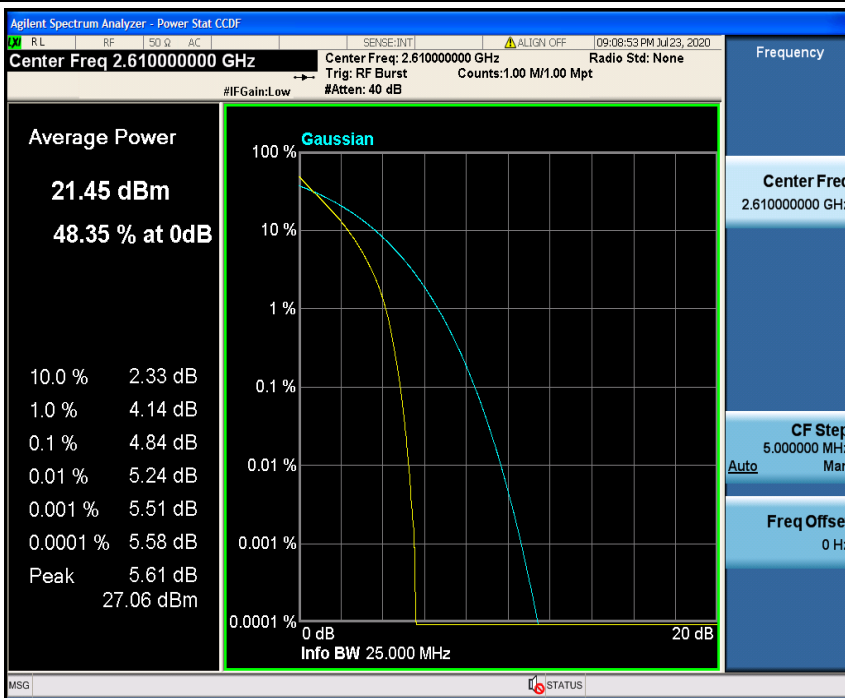 Agilent Spectrum Analyzer - Power Stat CCDF
LXI RL RF 50 Ω AC SENSE:INT ALIGN OFF 09:08:53 PM Jul 23, 2020
Center Freq 2.610000000 GHz
Center Freq: 2.610000000 GHz Radio Std: None
Trig: RF Burst Counts:1.00 M/1.00 Mpt
#IFGain:Low #Atten: 40 dB
Average Power
21.45 dBm
48.35 % at 0dB
10.0 % 2.33 dB
1.0 % 4.14 dB
0.1 % 4.84 dB
0.01 % 5.24 dB
0.001 % 5.51 dB
0.0001 % 5.58 dB
Peak 5.61 dB
27.06 dBm
Gaussian
100 %
10 %
1 %
0.1 %
0.01 %
0.001 %
0.0001 %
0 dB 20 dB
Info BW 25.000 MHz
Frequency
Center Freq
2.610000000 GHz
CF Step
5.000000 MHz
Auto Man
Freq Offse
0 Hz
MSG STATUS